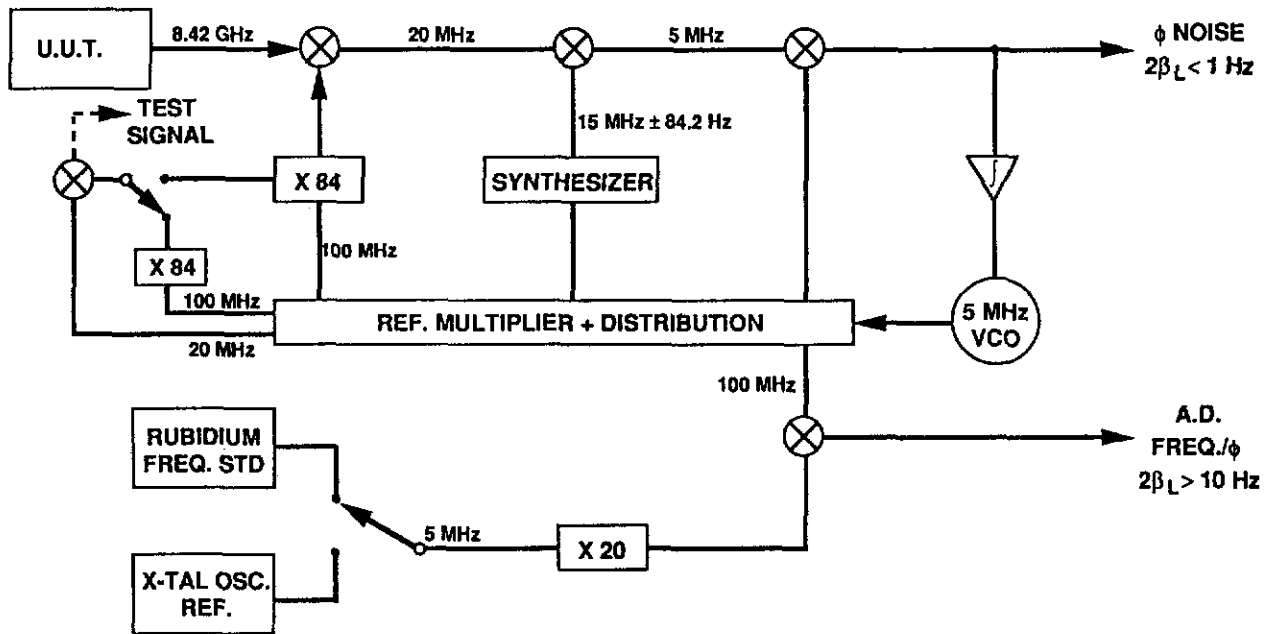 U.U.T.
8.42 GHz
20 MHz
5 MHz
ϕ NOISE
2β_L < 1 Hz
TEST
SIGNAL
15 MHz ± 84.2 Hz
X 84
SYNTHESIZER
∫
X 84
100 MHz
100 MHz
REF. MULTIPLIER + DISTRIBUTION
5 MHz
VCO
20 MHz
100 MHz
RUBIDIUM
FREQ. STD
A.D.
FREQ./ϕ
2β_L > 10 Hz
5 MHz
X 20
X-TAL OSC.
REF.